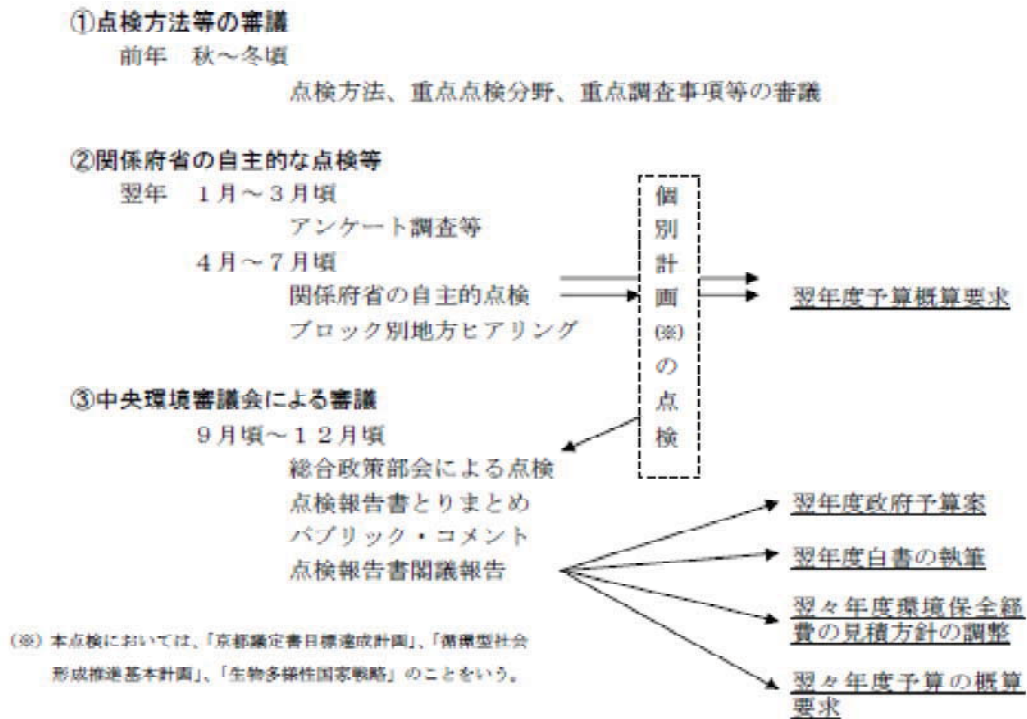 ①点検方法等の審議
前年 秋～冬頃
点検方法、重点点検分野、重点調査事項等の審議
②関係府省の自主的な点検等
翌年 1月～3月頃
アンケート調査等
4月～7月頃
関係府省の自主的点検
ブロック別地方ヒアリング
個別計画(※)の点検
翌年度予算概算要求
③中央環境審議会による審議
9月頃～12月頃
総合政策部会による点検
点検報告書とりまとめ
パブリック・コメント
点検報告書閣議報告
翌年度政府予算案
翌年度白書の執筆
翌々年度環境保全経
費の見積方針の調整
翌々年度予算の概算
要求
(※) 本点検においては、「京都議定書目標達成計画」、「循環型社会
形成推進基本計画」、「生物多様性国家戦略」のことをいう。